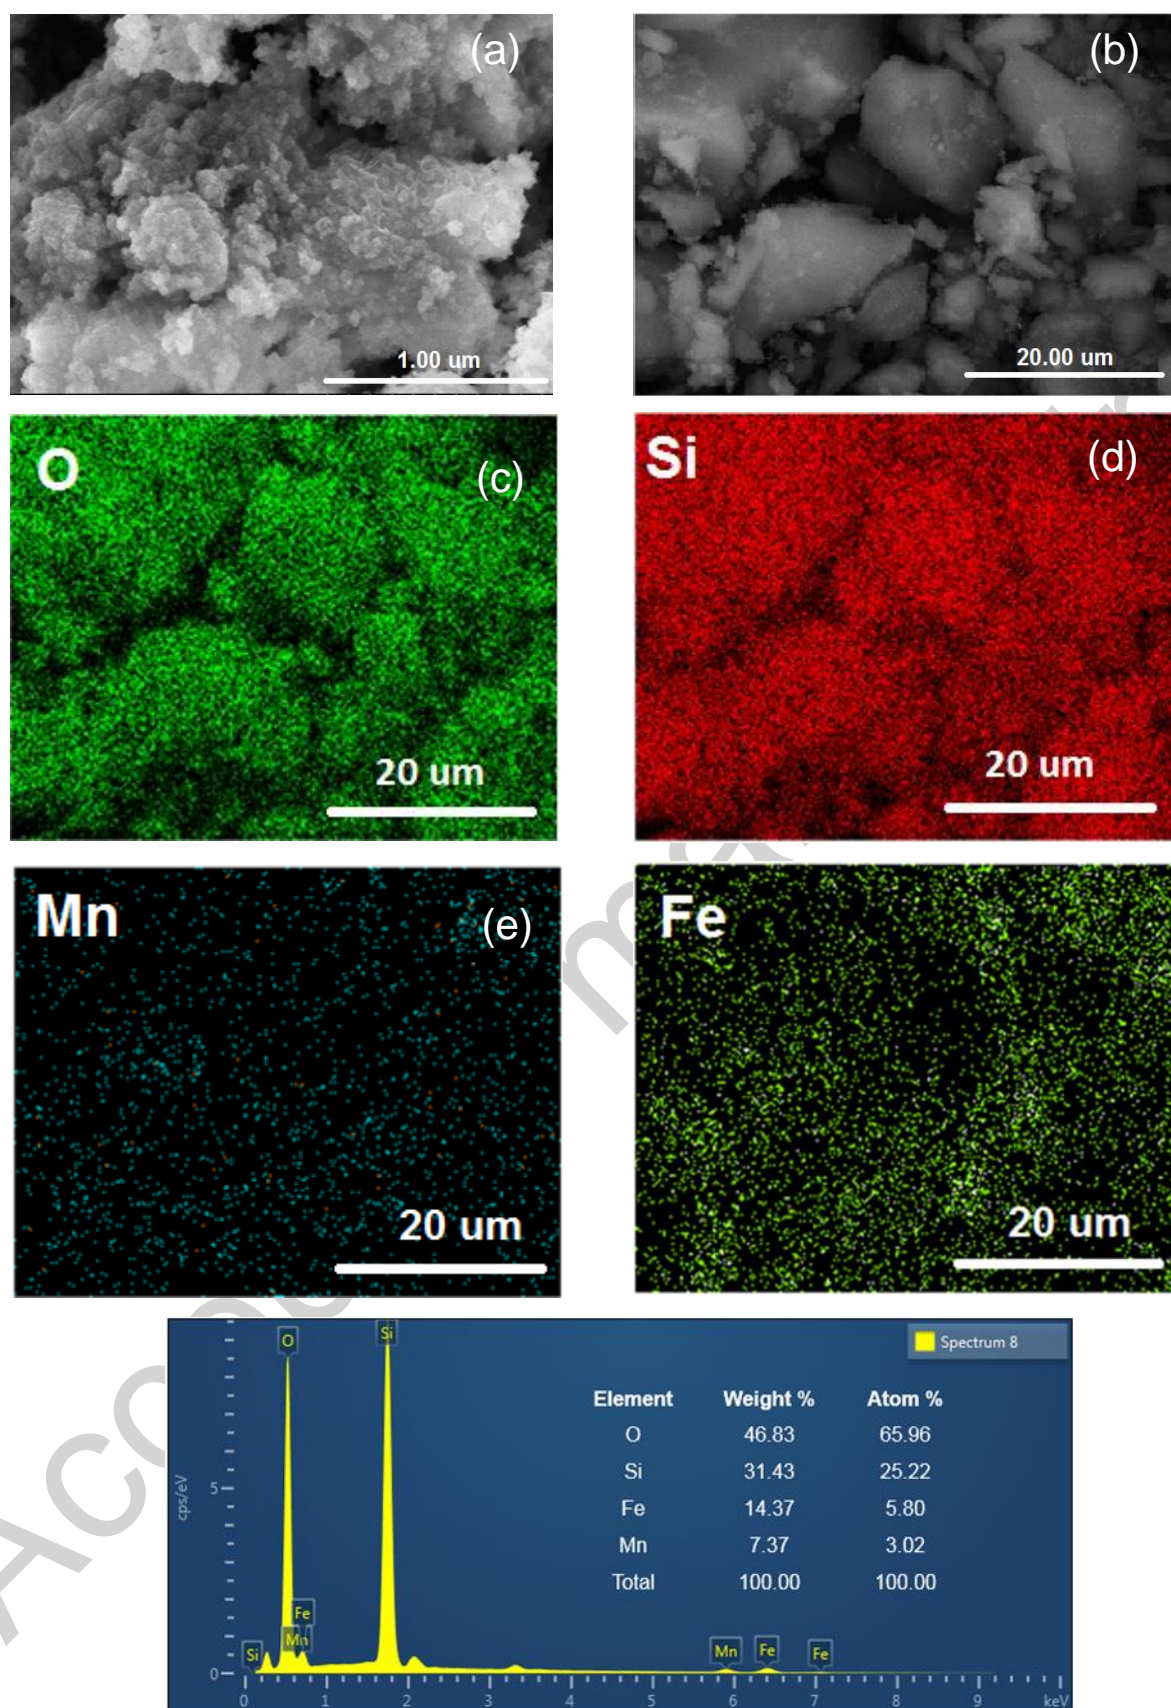 (a)
1.00 um
(b)
20.00 um
O
(c)
20 um
Si
(d)
20 um
Mn
(e)
20 um
Fe
20 um
Spectrum 8
O
Si
Fe
Mn
Si
Mn
Fe
Fe
cps/eV
5
0
Element Weight % Atom %
O 46.83 65.96
Si 31.43 25.22
Fe 14.37 5.80
Mn 7.37 3.02
Total 100.00 100.00
0 1 2 3 4 5 6 7 8 9 keV